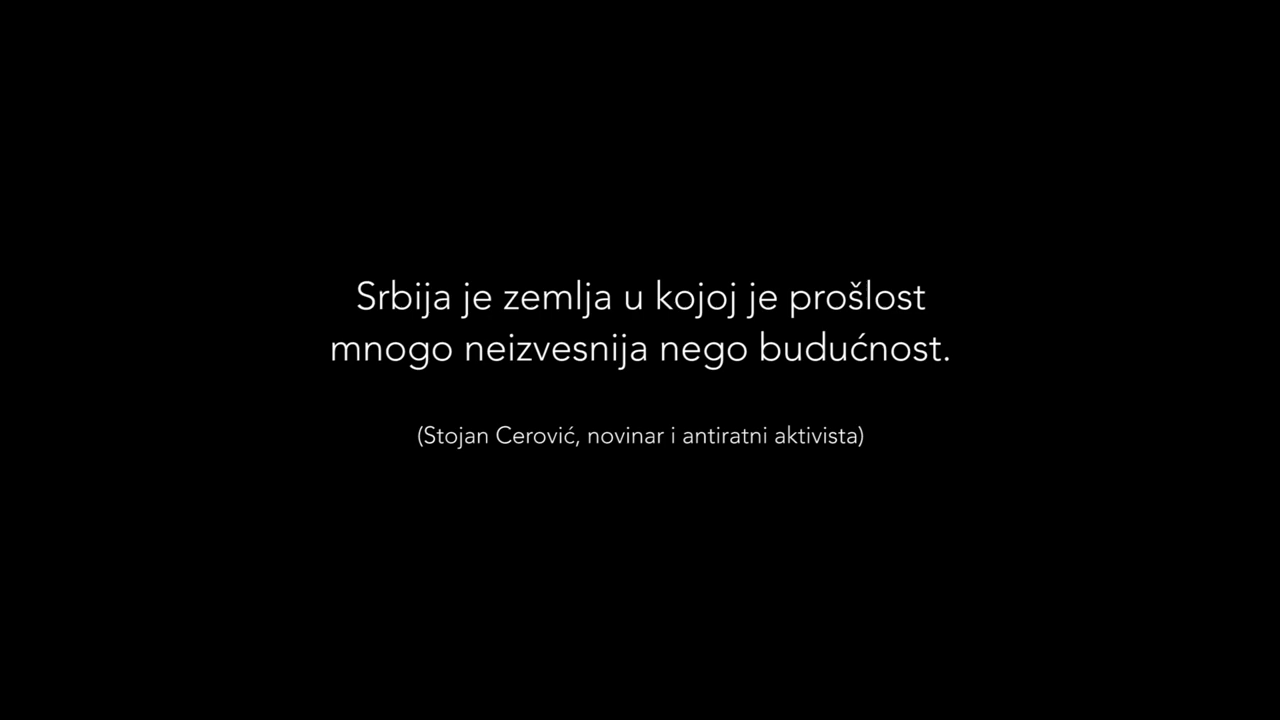 Srbija je zemlja u kojoj je prošlost
mnogo neizvesnija nego budućnost.
(Stojan Cerović, novinar i antiratni aktivista)